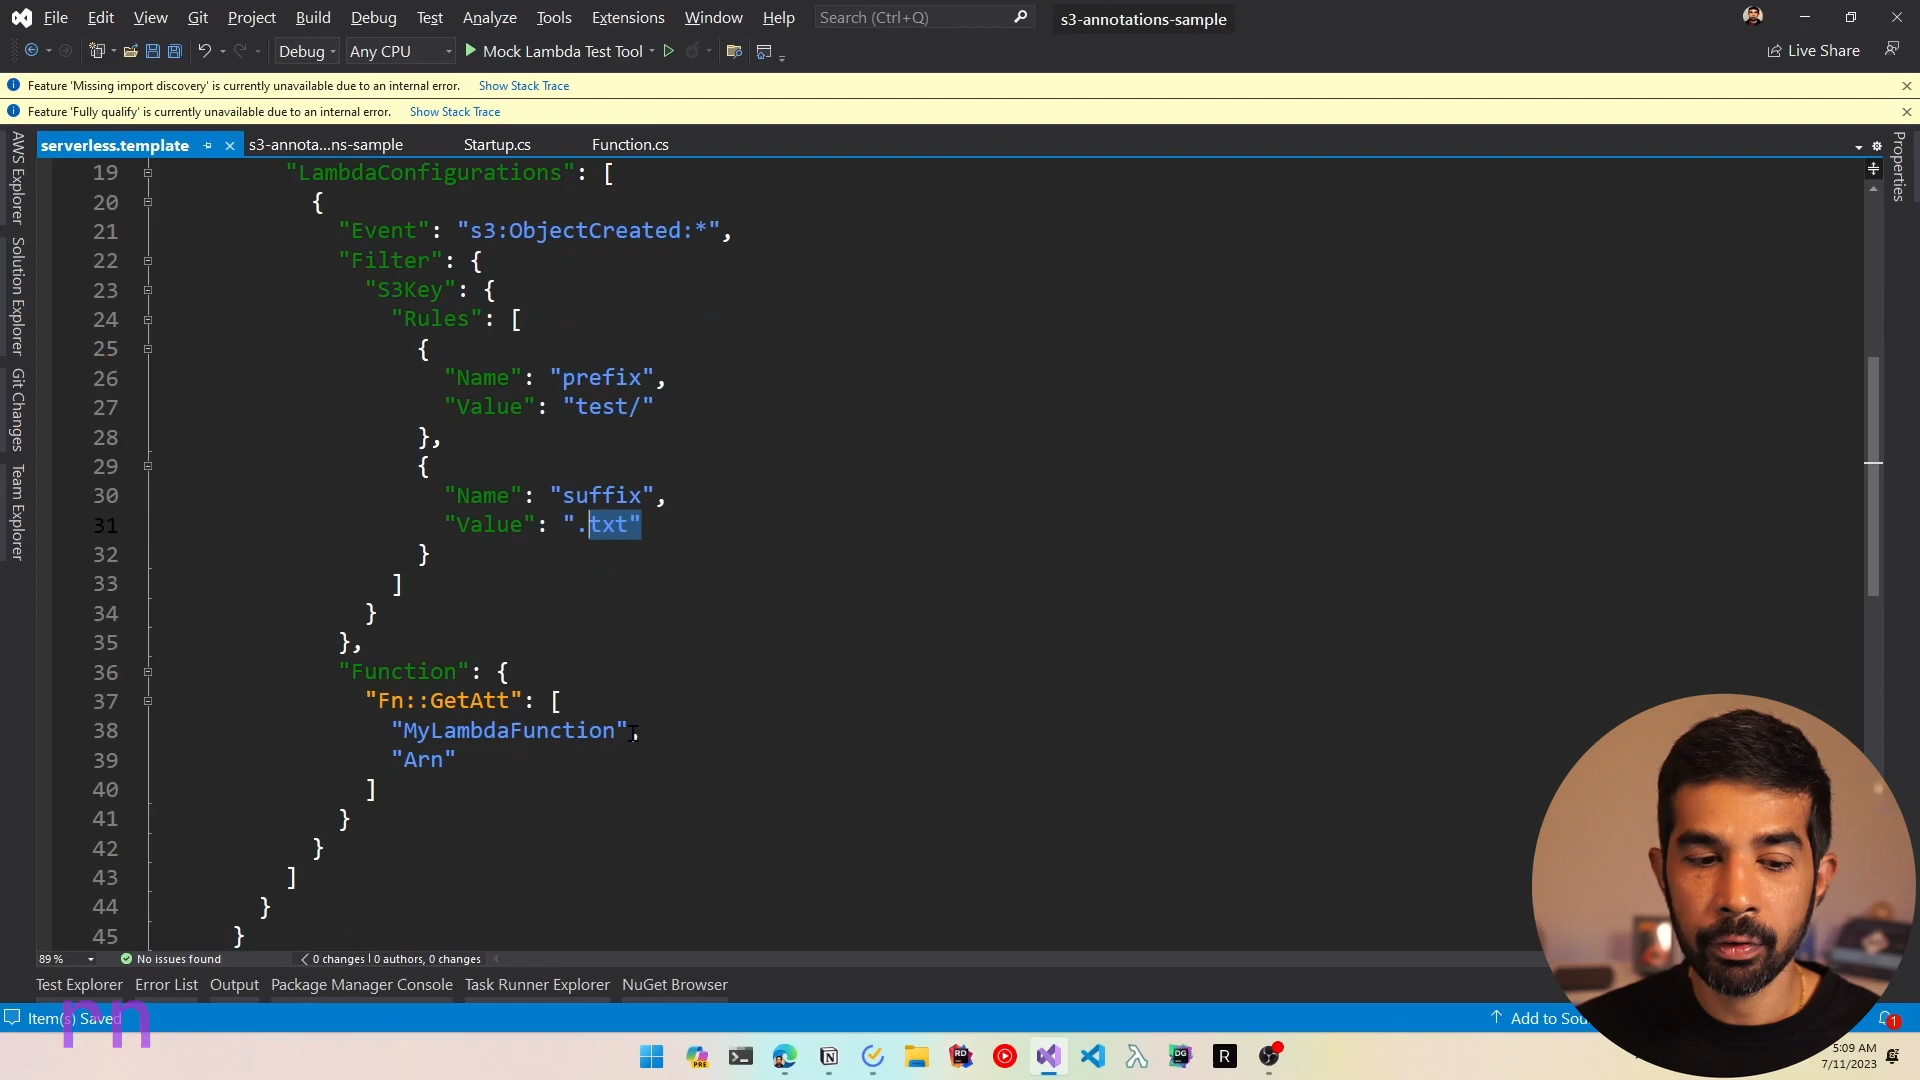 File Edit View Git Project Build Debug Test Analyze Tools Extensions Window Help Search (Ctrl+Q) s3-annotations-sample
Debug Any CPU Mock Lambda Test Tool Live Share
Feature 'Missing import discovery' is currently unavailable due to an internal error. Show Stack Trace
Feature 'Fully qualify' is currently unavailable due to an internal error. Show Stack Trace
serverless.template s3-annota...ns-sample Startup.cs Function.cs
AWS Explorer
Solution Explorer
Git Changes
Team Explorer
Properties
19 "LambdaConfigurations": [
20 {
21 "Event": "s3:ObjectCreated:*",
22 "Filter": {
23 "S3Key": {
24 "Rules": [
25 {
26 "Name": "prefix",
27 "Value": "test/"
28 },
29 {
30 "Name": "suffix",
31 "Value": ".txt"
32 }
33 ]
34 }
35 },
36 "Function": {
37 "Fn::GetAtt": [
38 "MyLambdaFunction",
39 "Arn"
40 ]
41 }
42 }
43 ]
44 }
45 }
89 % No issues found 0 changes | 0 authors, 0 changes
Test Explorer Error List Output Package Manager Console Task Runner Explorer NuGet Browser
Item(s) Saved Add to Sou
rn
PRE RD DG R
1
5:09 AM
7/11/2023